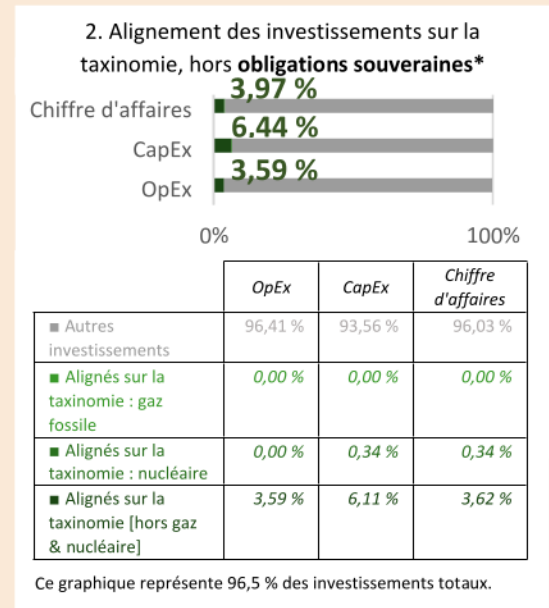 2. Alignement des investissements sur la
taxinomie, hors obligations souveraines*
3,97 %
Chiffre d'affaires
6,44 %
CapEx
3,59 %
OpEx
0% 100%
OpEx CapEx Chiffre
d'affaires
■ Autres 96,41 % 93,56 % 96,03 %
investissements
■ Alignés sur la 0,00 % 0,00 % 0,00 %
taxinomie : gaz
fossile
■ Alignés sur la 0,00 % 0,34 % 0,34 %
taxinomie : nucléaire
■ Alignés sur la 3,59 % 6,11 % 3,62 %
taxinomie [hors gaz
& nucléaire]
Ce graphique représente 96,5 % des investissements totaux.